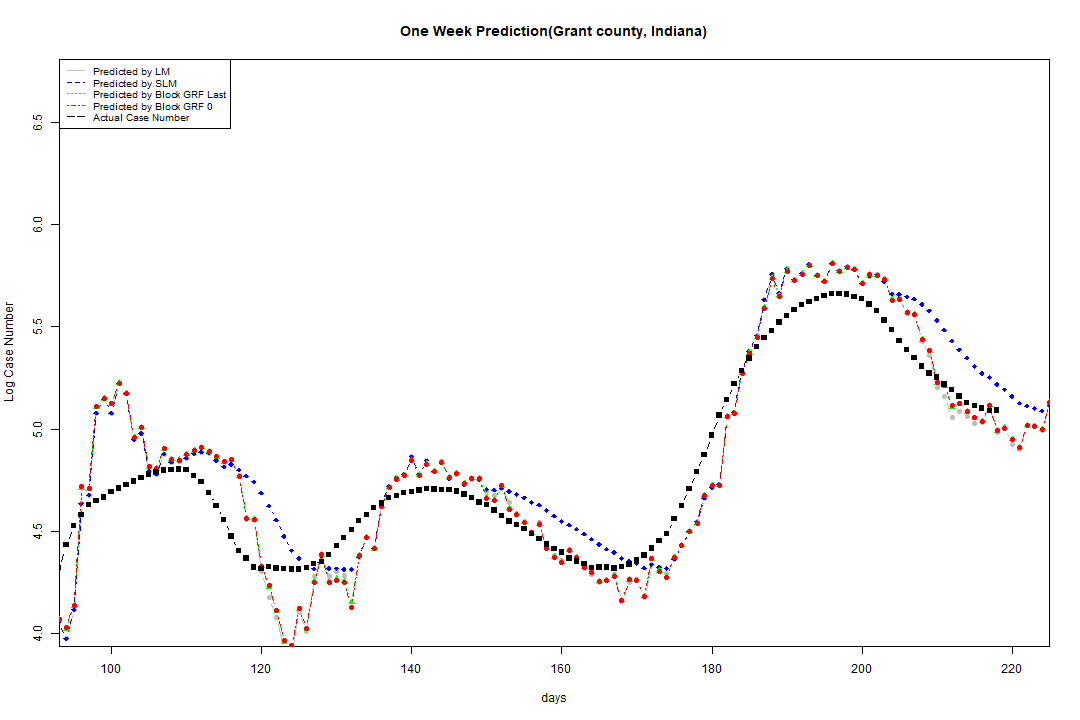 One Week Prediction(Grant county, Indiana)
Predicted by LM
Predicted by SLM
Predicted by Block GRF Last
Predicted by Block GRF 0
Actual Case Number
6.5
6.0
5.5
5.0
4.5
4.0
Log Case Number
100 120 140 160 180 200 220
days